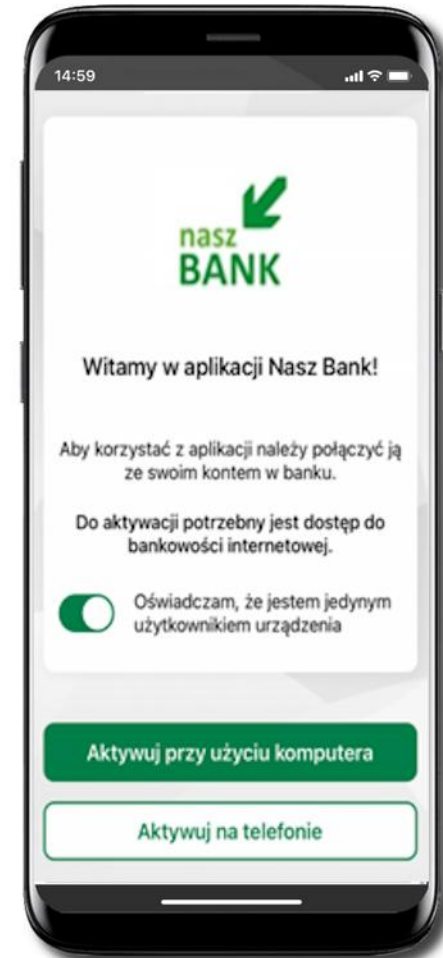 14:59
nasz
BANK
Witamy w aplikacji Nasz Bank!
Aby korzystać z aplikacji należy połączyć ją
ze swoim kontem w banku.
Do aktywacji potrzebny jest dostęp do
bankowości internetowej.
Oświadczam, że jestem jedynym
użytkownikiem urządzenia
Aktywuj przy użyciu komputera
Aktywuj na telefonie